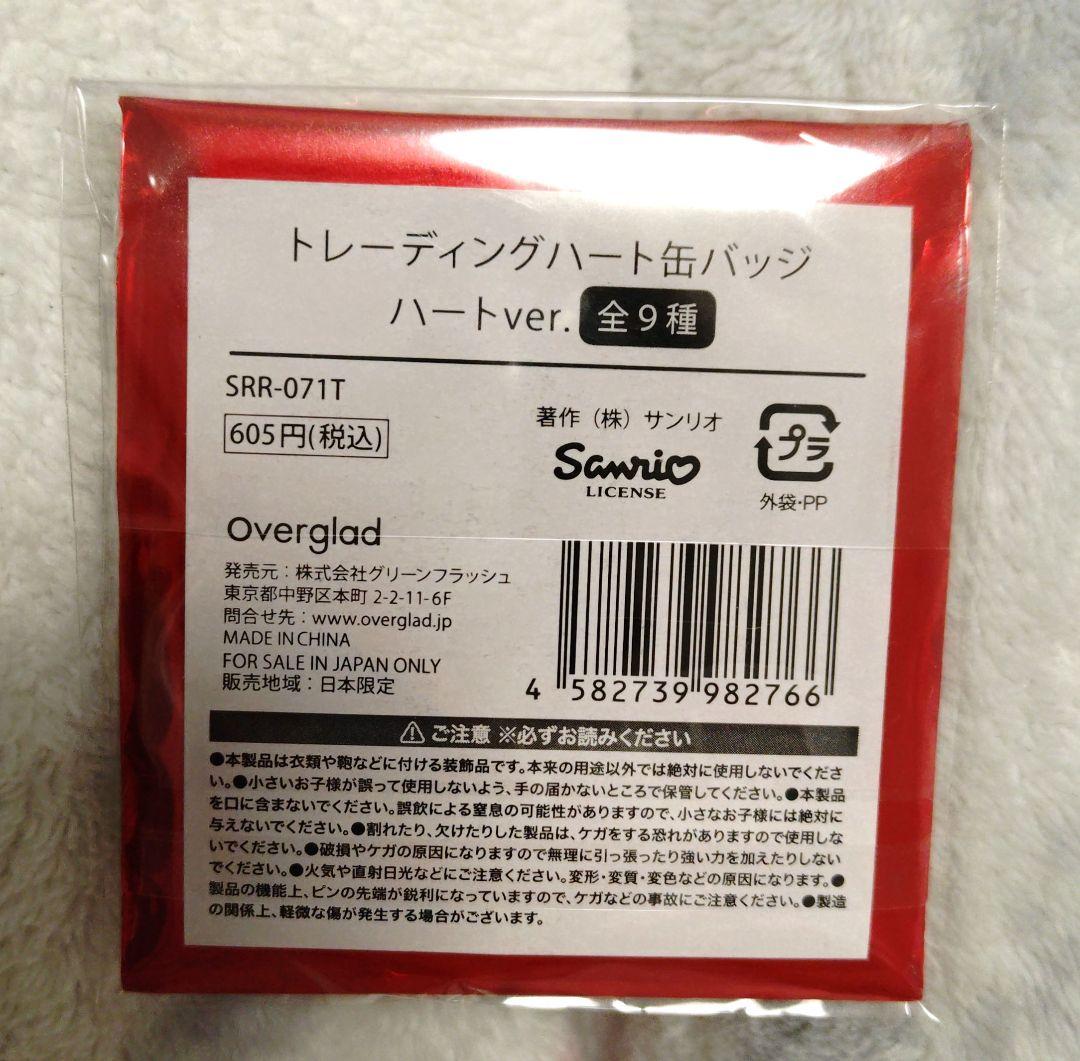 トレーディングハート缶バッジ
ハートver. 全9種
SRR-071T
605円(税込)
著作(株)サンリオ
Sanrio
LICENSE
プラ
外袋・PP
Overglad
発売元:株式会社グリーンフラッシュ
東京都中野区本町 2-2-11-6F
問合せ先:www.overglad.jp
MADE IN CHINA
FOR SALE IN JAPAN ONLY
販売地域:日本限定
4 582739 982766
ご注意 ※必ずお読みください
●本製品は衣類や鞄などに付ける装飾品です。本来の用途以外では絶対に使用しないでくださ
い。●小さいお子様が誤って使用しないよう、手の届かないところで保管してください。●本製品
を口に含まないでください。誤飲による窒息の可能性がありますので、小さなお子様には絶対に
与えないでください。●割れたり、欠けたりした製品は、ケガをする恐れがありますので使用しな
いでください。●破損やケガの原因になりますので無理に引っ張ったり強い力を加えたりしない
でください。●火気や直射日光などにご注意ください。変形・変質・変色などの原因になります。●
製品の機能上、ピンの先端が鋭利になっていますので、ケガなどの事故にご注意ください。●製造
の関係上、軽微な傷が発生する場合がございます。